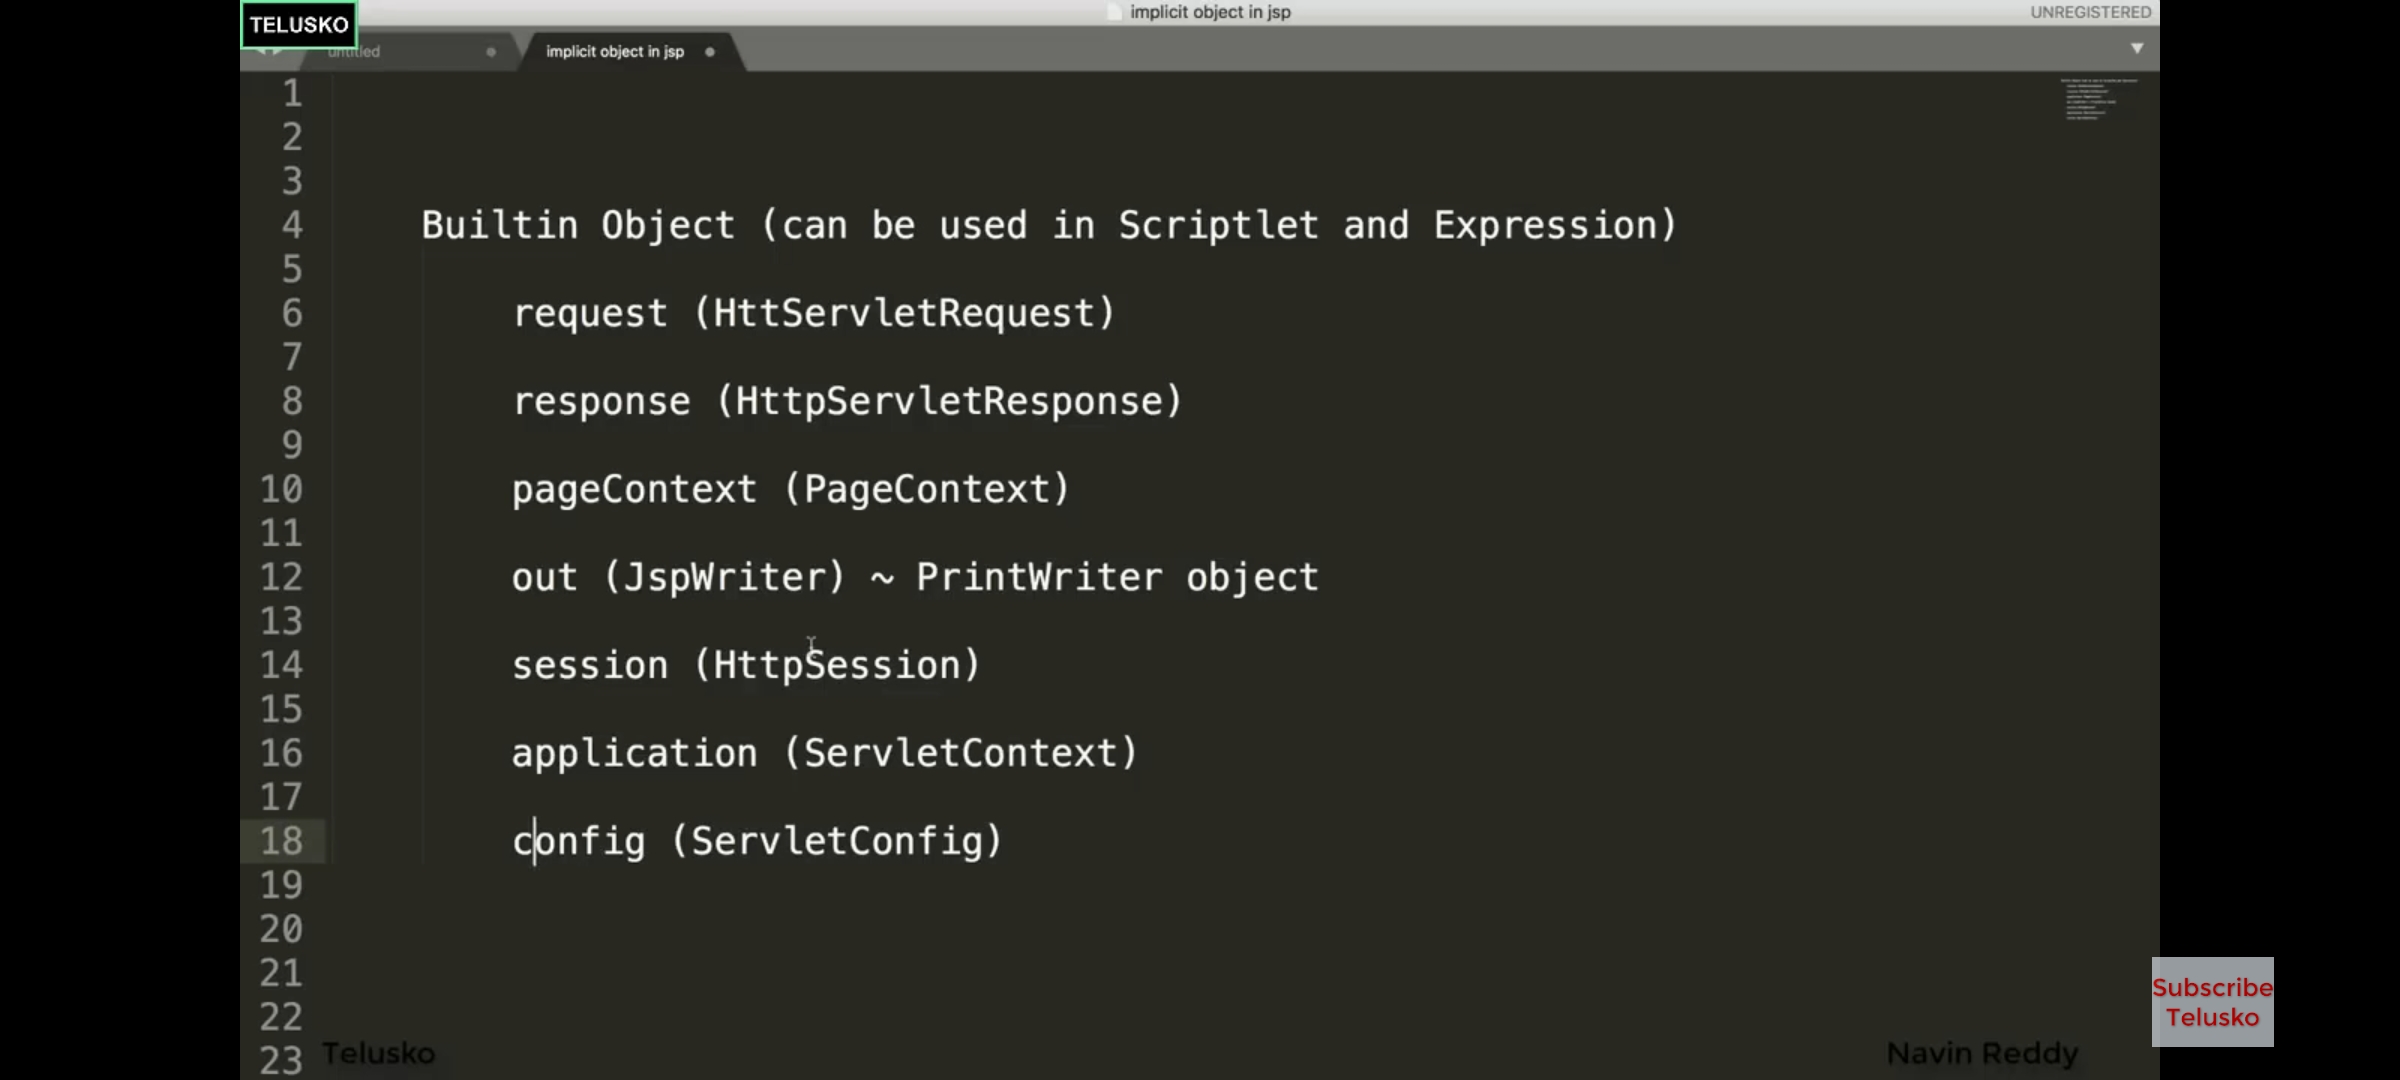 TELUSKO
implicit object in jsp
UNREGISTERED
untitled
implicit object in jsp
1
2
3
4 Builtin Object (can be used in Scriptlet and Expression)
5
6 request (HttServletRequest)
7
8 response (HttpServletResponse)
9
10 pageContext (PageContext)
11
12 out (JspWriter) ~ PrintWriter object
13
14 session (HttpSession)
15
16 application (ServletContext)
17
18 config (ServletConfig)
19
20
21
22
23
Subscribe
Telusko
Telusko
Navin Reddy